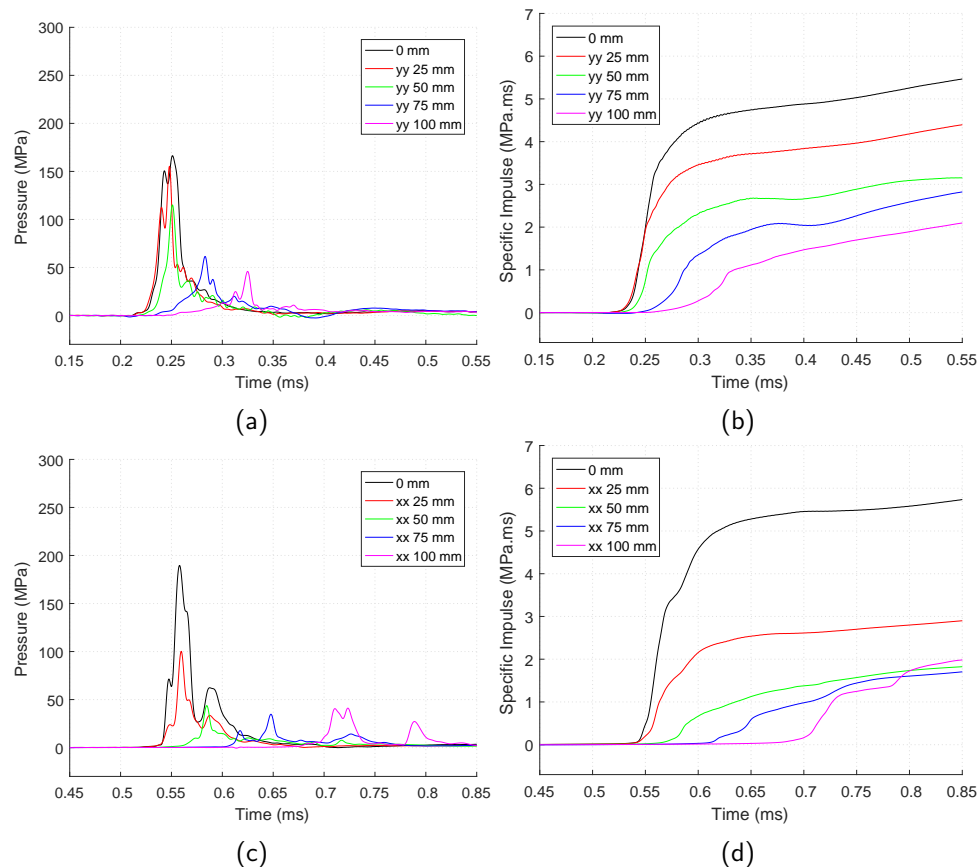 300
250
200
150
100
50
0
Pressure (MPa)
0 mm
yy 25 mm
yy 50 mm
yy 75 mm
yy 100 mm
0.15 0.2 0.25 0.3 0.35 0.4 0.45 0.5 0.55
Time (ms)
(a)
7
6
5
4
3
2
1
0
Specific Impulse (MPa.ms)
0 mm
yy 25 mm
yy 50 mm
yy 75 mm
yy 100 mm
0.15 0.2 0.25 0.3 0.35 0.4 0.45 0.5 0.55
Time (ms)
(b)
300
250
200
150
100
50
0
Pressure (MPa)
0 mm
xx 25 mm
xx 50 mm
xx 75 mm
xx 100 mm
0.45 0.5 0.55 0.6 0.65 0.7 0.75 0.8 0.85
Time (ms)
(c)
7
6
5
4
3
2
1
0
Specific Impulse (MPa.ms)
0 mm
xx 25 mm
xx 50 mm
xx 75 mm
xx 100 mm
0.45 0.5 0.55 0.6 0.65 0.7 0.75 0.8 0.85
Time (ms)
(d)